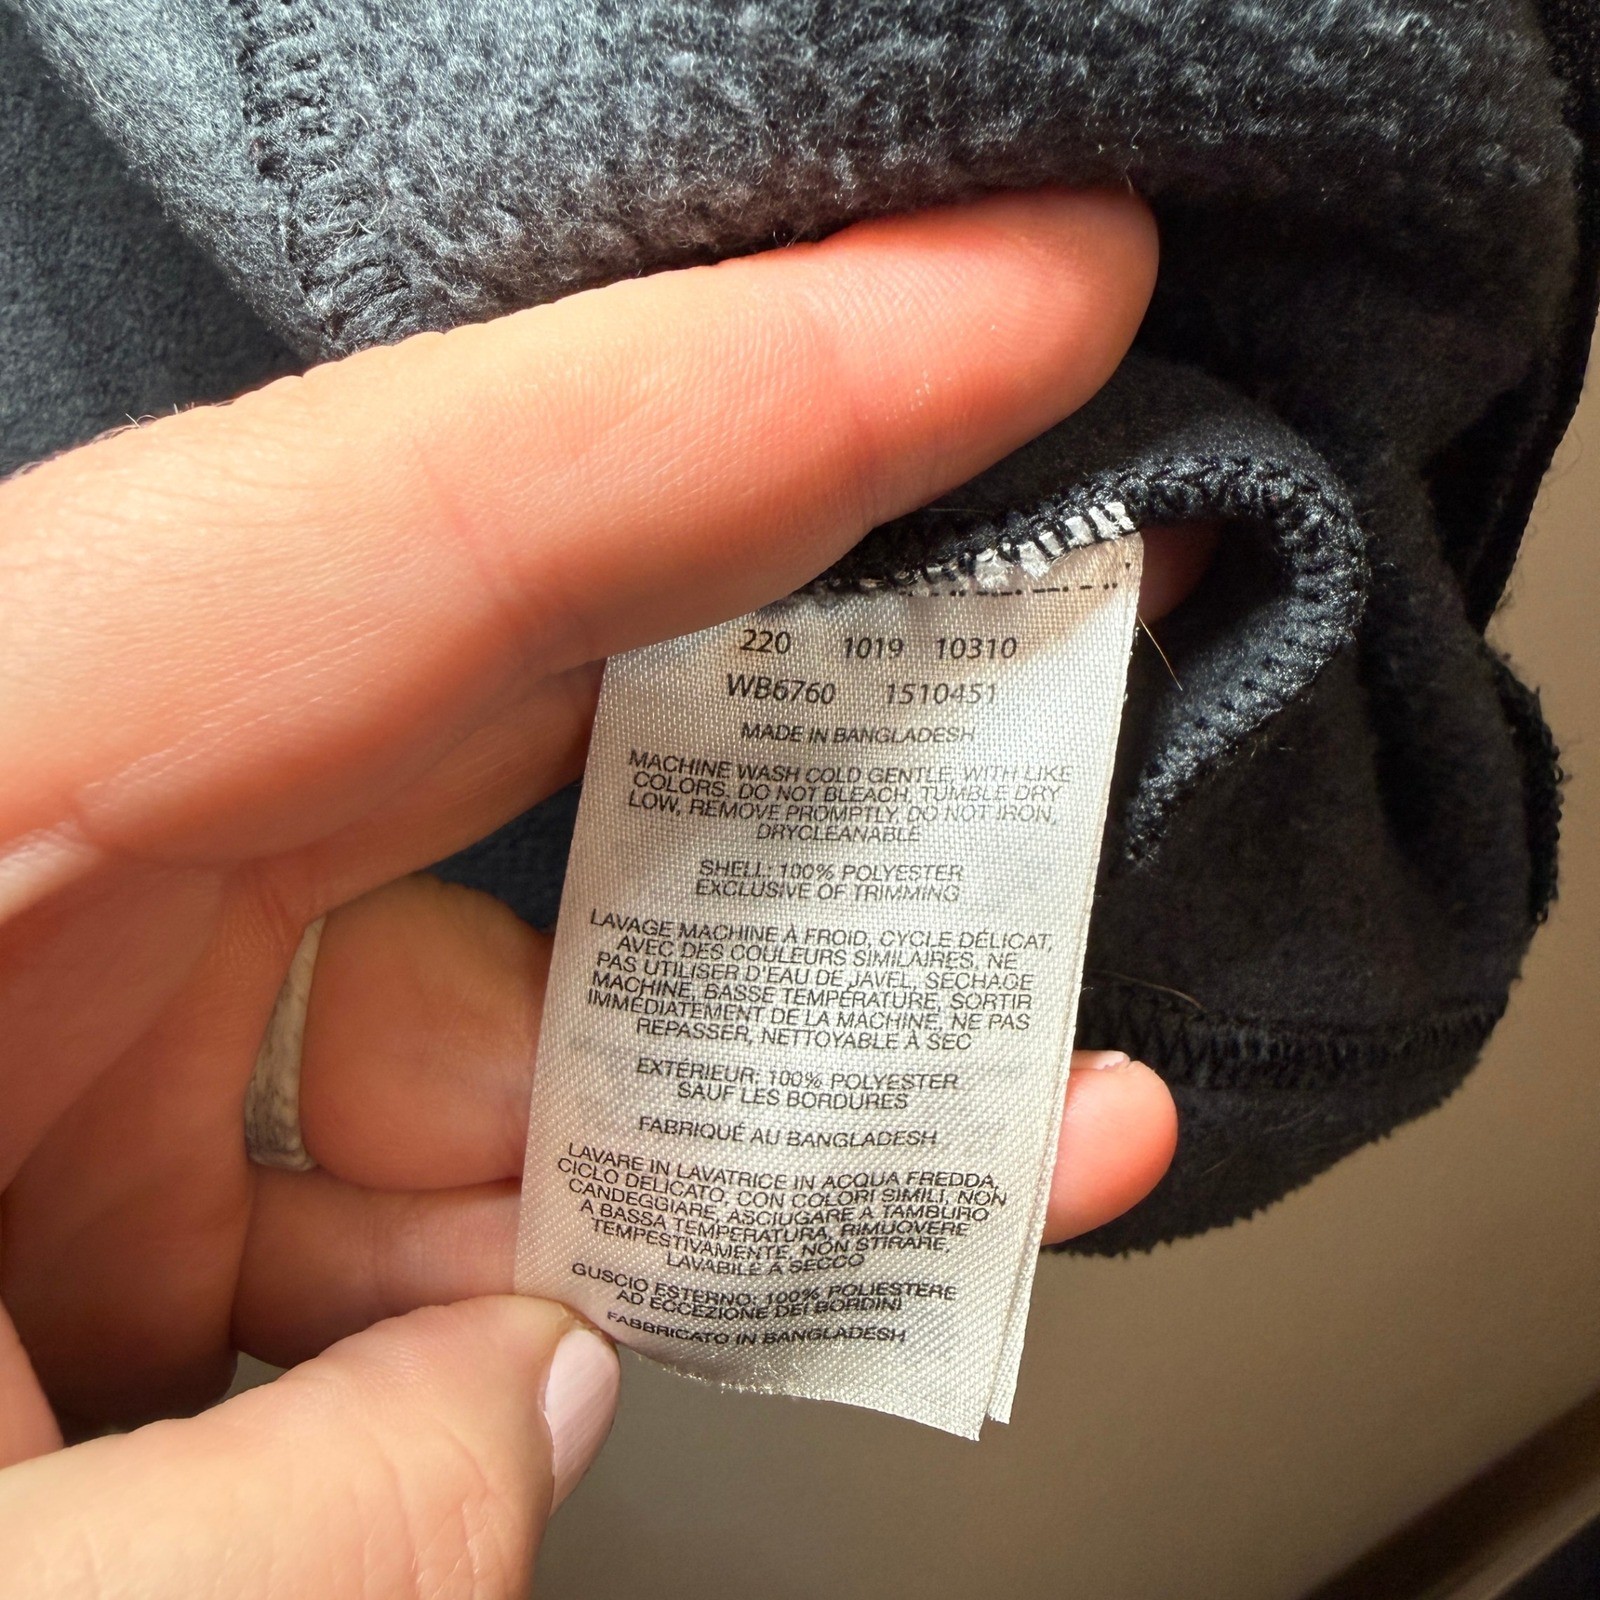 220 1019 10310
WB6760 1510451
MADE IN BANGLADESH
MACHINE WASH COLD GENTLE, WITH LIKE
COLORS, DO NOT BLEACH, TUMBLE DRY
LOW, REMOVE PROMPTLY, DO NOT IRON,
DRYCLEANABLE
SHELL: 100% POLYESTER
EXCLUSIVE OF TRIMMING
LAVAGE MACHINE À FROID, CYCLE DÉLICAT,
AVEC DES COULEURS SIMILAIRES, NE
PAS UTILISER D'EAU DE JAVEL, SÉCHAGE
MACHINE, BASSE TEMPÉRATURE, SORTIR
IMMÉDIATEMENT DE LA MACHINE, NE PAS
REPASSER, NETTOYABLE À SEC
EXTÉRIEUR: 100% POLYESTER
SAUF LES BORDURES
FABRIQUÉ AU BANGLADESH
LAVARE IN LAVATRICE IN ACQUA FREDDA,
CICLO DELICATO, CON COLORI SIMILI, NON
CANDEGGIARE, ASCIUGARE A TAMBURO
A BASSA TEMPERATURA, RIMUOVERE
TEMPESTIVAMENTE, NON STIRARE,
LAVABILE A SECCO
GUSCIO ESTERNO: 100% POLIESTERE
AD ECCEZIONE DEI BORDINI
FABBRICATO IN BANGLADESH